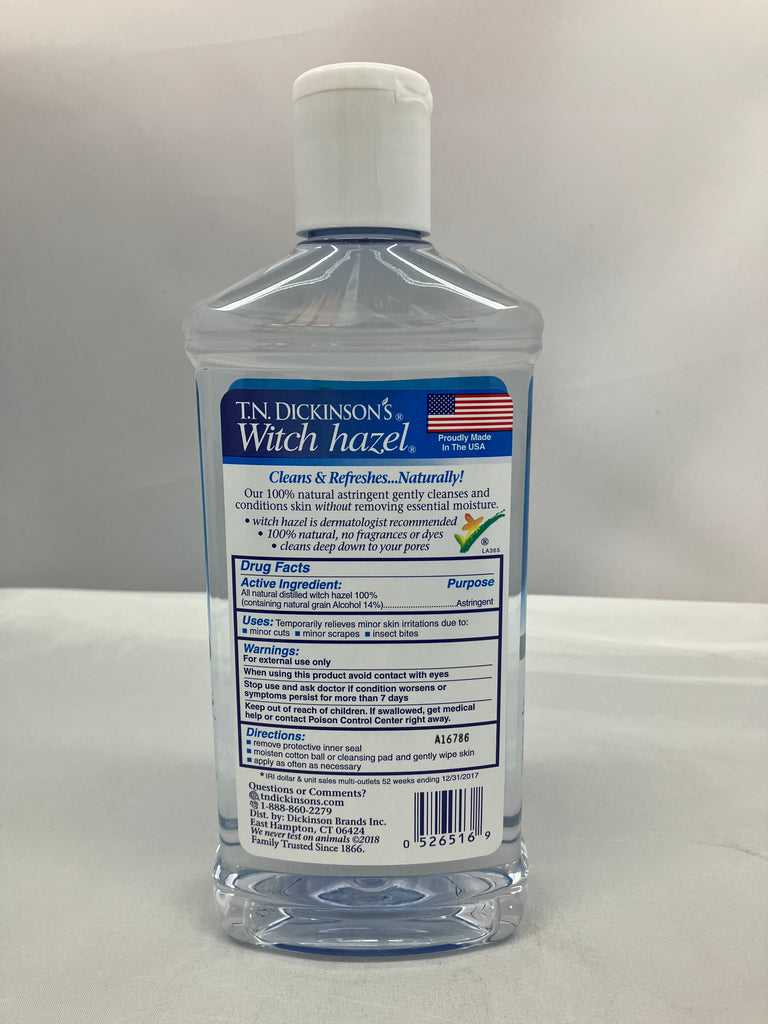 T.N. DICKINSON'S®
Witch hazel®
Proudly Made
In The USA
Cleans & Refreshes...Naturally!
Our 100% natural astringent gently cleanses and
conditions skin without removing essential moisture.
• witch hazel is dermatologist recommended
• 100% natural, no fragrances or dyes
• cleans deep down to your pores
®
LA365
Drug Facts
Active Ingredient: Purpose
All natural distilled witch hazel 100%
(containing natural grain Alcohol 14%)..............................Astringent
Uses: Temporarily relieves minor skin irritations due to:
■ minor cuts ■ minor scrapes ■ insect bites
Warnings:
For external use only
When using this product avoid contact with eyes
Stop use and ask doctor if condition worsens or
symptoms persist for more than 7 days
Keep out of reach of children. If swallowed, get medical
help or contact Poison Control Center right away.
Directions:
A16786
■ remove protective inner seal
■ moisten cotton ball or cleansing pad and gently wipe skin
■ apply as often as necessary
*IRI dollar & unit sales multi-outlets 52 weeks ending 12/31/2017
Questions or Comments?
tndickinsons.com
1-888-860-2279
Dist. by: Dickinson Brands Inc.
East Hampton, CT 06424
We never test on animals ©2018
Family Trusted Since 1866.
0 526516 9